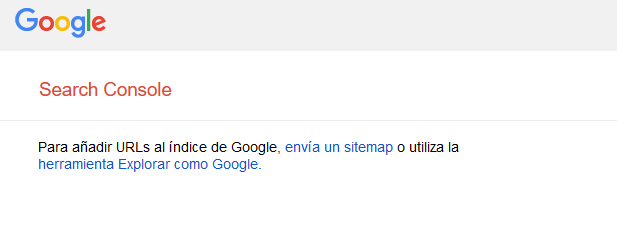 Google
Search Console
Para añadir URLs al índice de Google, envía un sitemap o utiliza la
herramienta Explorar como Google.